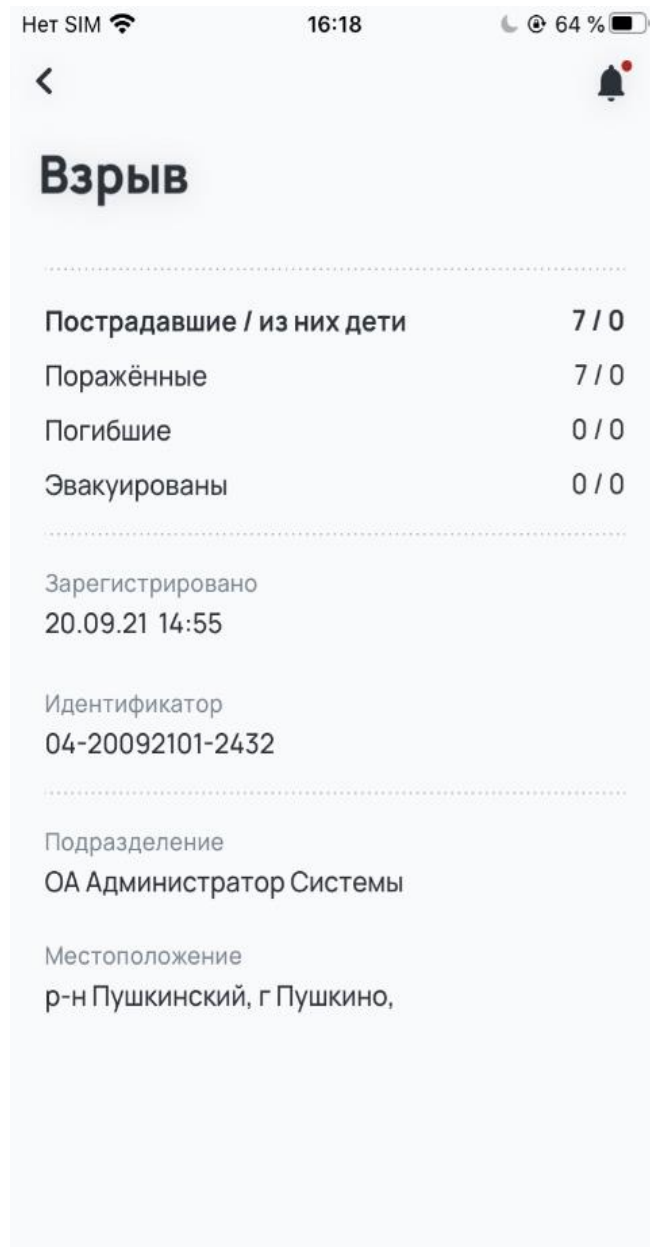 Нет SIM 16:18 64 %
Взрыв
Пострадавшие / из них дети 7 / 0
Поражённые 7 / 0
Погибшие 0 / 0
Эвакуированы 0 / 0
Зарегистрировано
20.09.21 14:55
Идентификатор
04-20092101-2432
Подразделение
ОА Администратор Системы
Местоположение
р-н Пушкинский, г Пушкино,